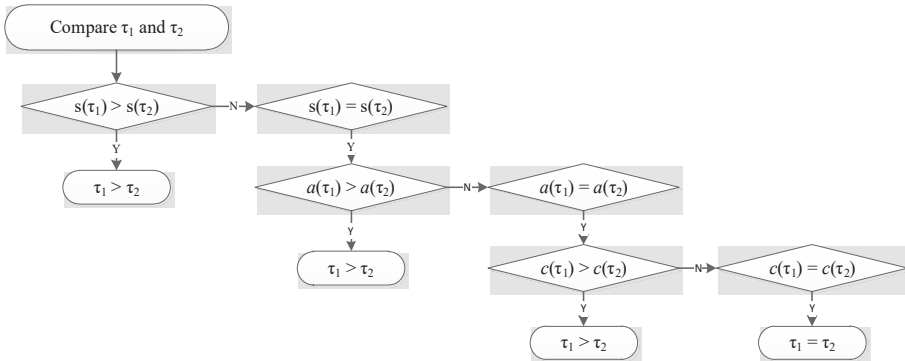 Compare τ₁ and τ₂
s(τ₁) > s(τ₂)
N
s(τ₁) = s(τ₂)
Y
Y
τ₁ > τ₂
a(τ₁) > a(τ₂)
N
a(τ₁) = a(τ₂)
Y
Y
τ₁ > τ₂
c(τ₁) > c(τ₂)
N
c(τ₁) = c(τ₂)
Y
Y
τ₁ > τ₂
τ₁ = τ₂